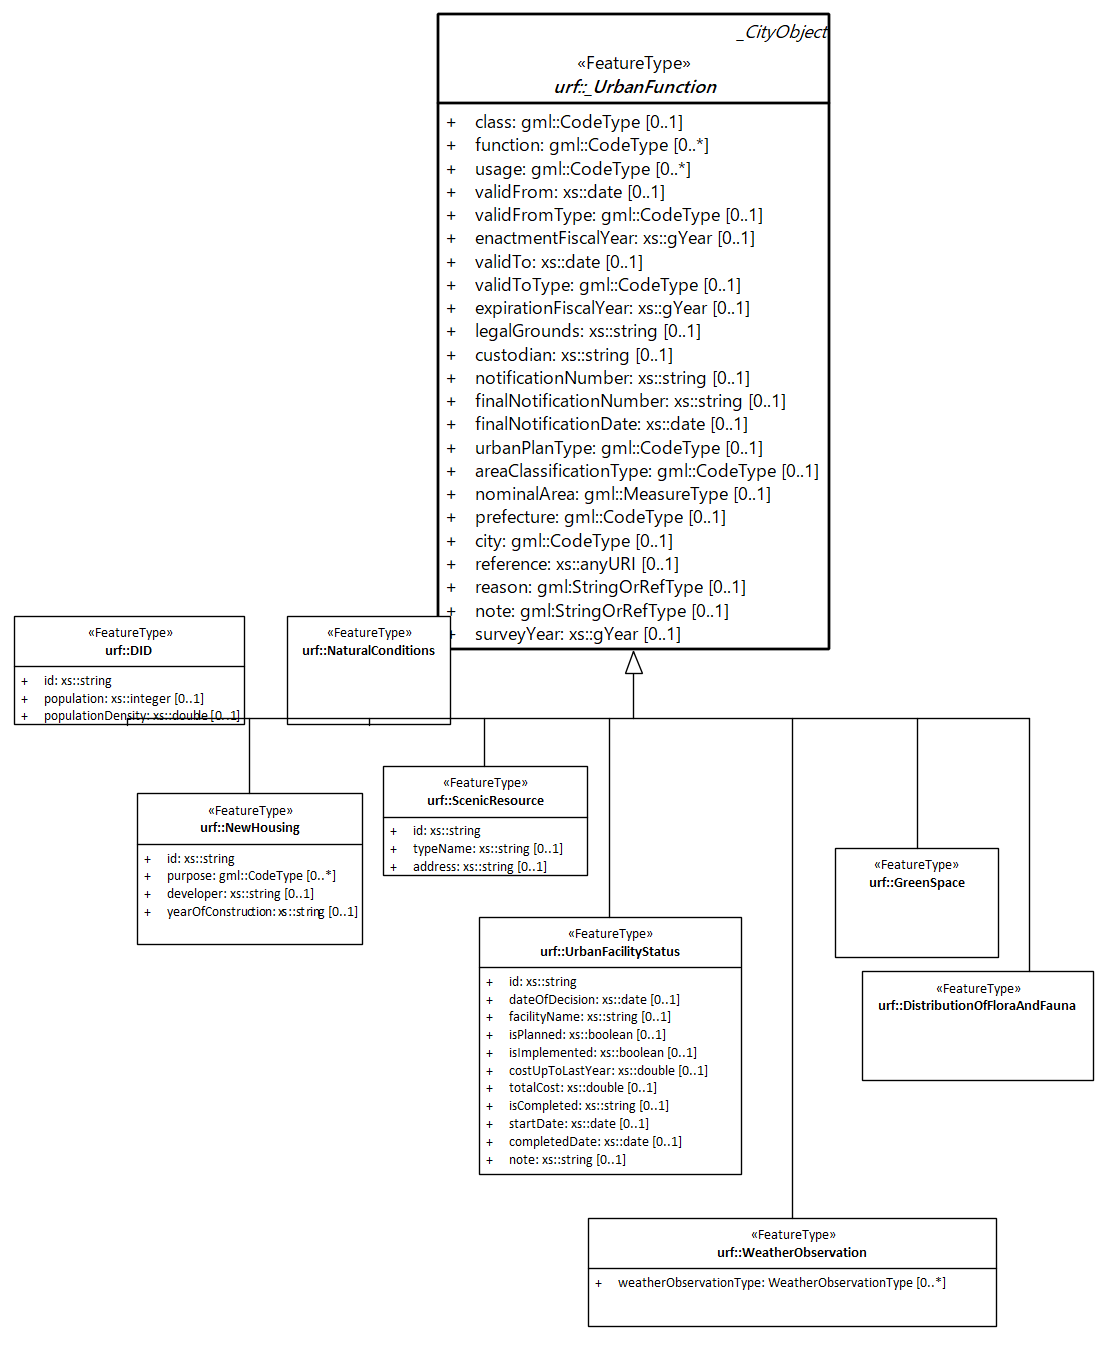 _CityObject
«FeatureType»
urf::_UrbanFunction
+ class: gml::CodeType [0..1]
+ function: gml::CodeType [0..*]
+ usage: gml::CodeType [0..*]
+ validFrom: xs::date [0..1]
+ validFromType: gml::CodeType [0..1]
+ enactmentFiscalYear: xs::gYear [0..1]
+ validTo: xs::date [0..1]
+ validToType: gml::CodeType [0..1]
+ expirationFiscalYear: xs::gYear [0..1]
+ legalGrounds: xs::string [0..1]
+ custodian: xs::string [0..1]
+ notificationNumber: xs::string [0..1]
+ finalNotificationNumber: xs::string [0..1]
+ finalNotificationDate: xs::date [0..1]
+ urbanPlanType: gml::CodeType [0..1]
+ areaClassificationType: gml::CodeType [0..1]
+ nominalArea: gml::MeasureType [0..1]
+ prefecture: gml::CodeType [0..1]
+ city: gml::CodeType [0..1]
+ reference: xs::anyURI [0..1]
+ reason: gml:StringOrRefType [0..1]
+ note: gml:StringOrRefType [0..1]
+ surveyYear: xs::gYear [0..1]
«FeatureType»
urf::DID
+ id: xs::string
+ population: xs::integer [0..1]
+ populationDensity: xs::double [0..1]
«FeatureType»
urf::NaturalConditions
«FeatureType»
urf::NewHousing
+ id: xs::string
+ purpose: gml::CodeType [0..*]
+ developer: xs::string [0..1]
+ yearOfConstruction: xs::string [0..1]
«FeatureType»
urf::ScenicResource
+ id: xs::string
+ typeName: xs::string [0..1]
+ address: xs::string [0..1]
«FeatureType»
urf::UrbanFacilityStatus
+ id: xs::string
+ dateOfDecision: xs::date [0..1]
+ facilityName: xs::string [0..1]
+ isPlanned: xs::boolean [0..1]
+ isImplemented: xs::boolean [0..1]
+ costUpToLastYear: xs::double [0..1]
+ totalCost: xs::double [0..1]
+ isCompleted: xs::string [0..1]
+ startDate: xs::date [0..1]
+ completedDate: xs::date [0..1]
+ note: xs::string [0..1]
«FeatureType»
urf::GreenSpace
«FeatureType»
urf::DistributionOfFloraAndFauna
«FeatureType»
urf::WeatherObservation
+ weatherObservationType: WeatherObservationType [0..*]